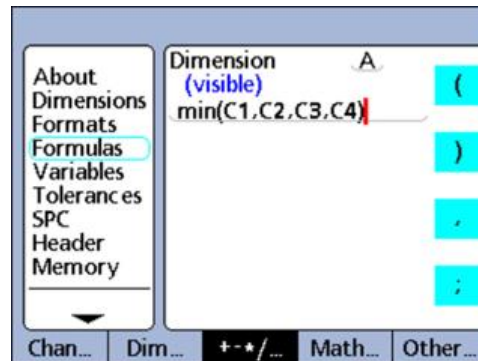 About
Dimensions
Formats
Formulas
Variables
Tolerances
SPC
Header
Memory
Dimension A
(visible)
min(C1,C2,C3,C4)
(
)
,
;
Chan... Dim... +-*/... Math... Other...